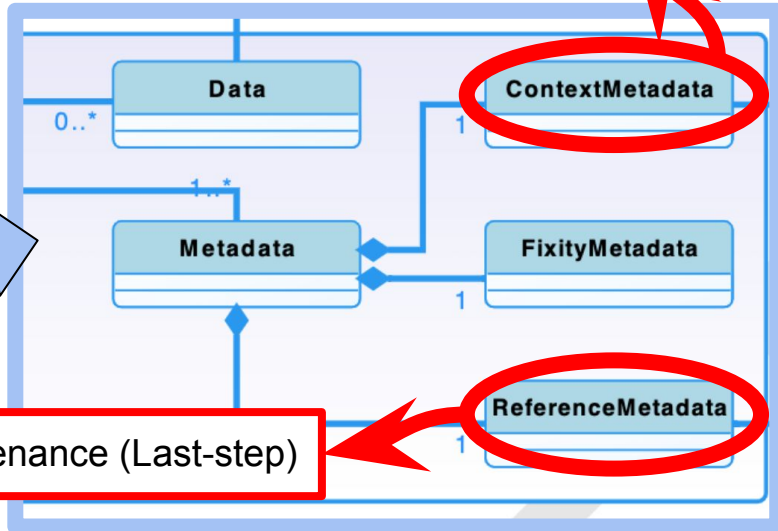 Data
ContextMetadata
0..*
1
1..*
Metadata
FixityMetadata
1
ReferenceMetadata
enance (Last-step)
1